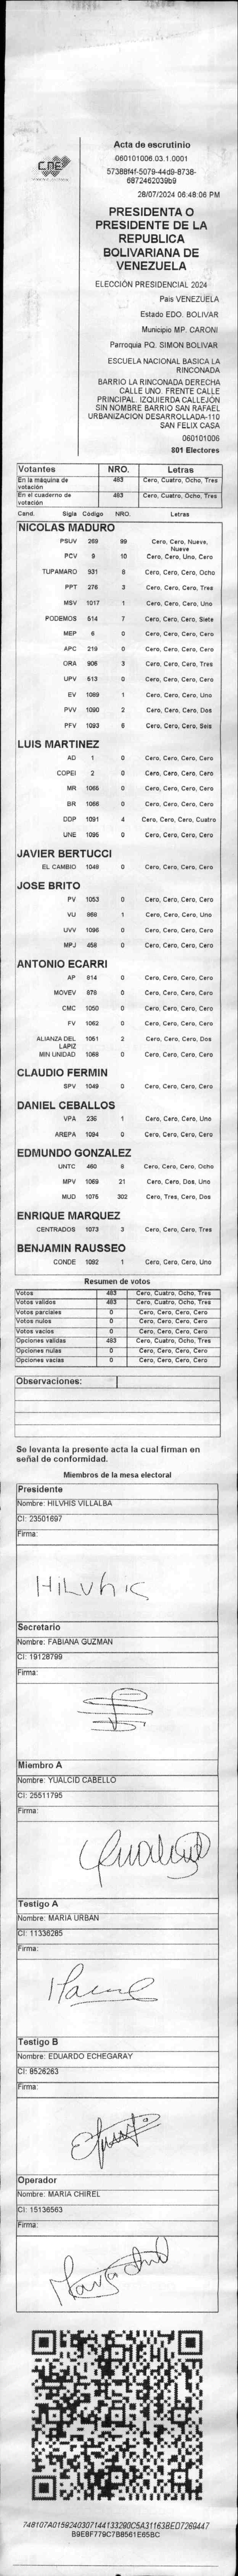 CNE
Acta de escrutinio
060101006.03.1.0001
57388f4f-5079-44d9-8738-
6872462039b9
28/07/2024 06:48:06 PM
PRESIDENTA O
PRESIDENTE DE LA
REPUBLICA
BOLIVARIANA DE
VENEZUELA
ELECCIÓN PRESIDENCIAL 2024
Pais VENEZUELA
Estado EDO. BOLIVAR
Municipio MP. CARONI
Parroquia PQ. SIMON BOLIVAR
ESCUELA NACIONAL BASICA LA
RINCONADA
BARRIO LA RINCONADA DERECHA
CALLE UNO. FRENTE CALLE
PRINCIPAL. IZQUIERDA CALLEJÓN
SIN NOMBRE BARRIO SAN RAFAEL
URBANIZACION DESARROLLADA-110
SAN FELIX CASA
060101006
801 Electores
Votantes NRO. Letras
En la máquina de votación 483 Cero, Cuatro, Ocho, Tres
En el cuaderno de votación 483 Cero, Cuatro, Ocho, Tres
Cand. Sigla Código NRO. Letras
NICOLAS MADURO
PSUV 269 99 Cero, Cero, Nueve, Nueve
PCV 9 10 Cero, Cero, Uno, Cero
TUPAMARO 931 8 Cero, Cero, Cero, Ocho
PPT 276 3 Cero, Cero, Cero, Tres
MSV 1017 1 Cero, Cero, Cero, Uno
PODEMOS 514 7 Cero, Cero, Cero, Siete
MEP 6 0 Cero, Cero, Cero, Cero
APC 219 0 Cero, Cero, Cero, Cero
ORA 906 3 Cero, Cero, Cero, Tres
UPV 513 0 Cero, Cero, Cero, Cero
EV 1089 1 Cero, Cero, Cero, Uno
PVV 1090 2 Cero, Cero, Cero, Dos
PFV 1093 6 Cero, Cero, Cero, Seis
LUIS MARTINEZ
AD 1 0 Cero, Cero, Cero, Cero
COPEI 2 0 Cero, Cero, Cero, Cero
MR 1065 0 Cero, Cero, Cero, Cero
BR 1066 0 Cero, Cero, Cero, Cero
DDP 1091 4 Cero, Cero, Cero, Cuatro
UNE 1095 0 Cero, Cero, Cero, Cero
JAVIER BERTUCCI
EL CAMBIO 1048 0 Cero, Cero, Cero, Cero
JOSE BRITO
PV 1053 0 Cero, Cero, Cero, Cero
VU 868 1 Cero, Cero, Cero, Uno
UVV 1096 0 Cero, Cero, Cero, Cero
MPJ 458 0 Cero, Cero, Cero, Cero
ANTONIO ECARRI
AP 914 0 Cero, Cero, Cero, Cero
MOVEV 878 0 Cero, Cero, Cero, Cero
CMC 1050 0 Cero, Cero, Cero, Cero
FV 1062 0 Cero, Cero, Cero, Cero
ALIANZA DEL LAPIZ 1051 2 Cero, Cero, Cero, Dos
MIN UNIDAD 1068 0 Cero, Cero, Cero, Cero
CLAUDIO FERMIN
SPV 1049 0 Cero, Cero, Cero, Cero
DANIEL CEBALLOS
VPA 236 1 Cero, Cero, Cero, Uno
AREPA 1094 0 Cero, Cero, Cero, Cero
EDMUNDO GONZALEZ
UNTC 460 8 Cero, Cero, Cero, Ocho
MPV 1069 21 Cero, Cero, Dos, Uno
MUD 1075 302 Cero, Tres, Cero, Dos
ENRIQUE MARQUEZ
CENTRADOS 1073 3 Cero, Cero, Cero, Tres
BENJAMIN RAUSSEO
CONDE 1092 1 Cero, Cero, Cero, Uno
Resumen de votos
Votos 483 Cero, Cuatro, Ocho, Tres
Votos validos 483 Cero, Cuatro, Ocho, Tres
Votos parciales 0 Cero, Cero, Cero, Cero
Votos nulos 0 Cero, Cero, Cero, Cero
Votos vacios 0 Cero, Cero, Cero, Cero
Opciones validas 483 Cero, Cuatro, Ocho, Tres
Opciones nulas 0 Cero, Cero, Cero, Cero
Opciones vacias 0 Cero, Cero, Cero, Cero
Observaciones:
Se levanta la presente acta la cual firman en
señal de conformidad.
Miembros de la mesa electoral
Presidente
Nombre: HILVHIS VILLALBA
CI: 23501697
Firma:
HILVhIS
Secretario
Nombre: FABIANA GUZMAN
CI: 19128799
Firma:
Miembro A
Nombre: YUALCID CABELLO
CI: 25511795
Firma:
Testigo A
Nombre: MARIA URBAN
CI: 11336285
Firma:
Testigo B
Nombre: EDUARDO ECHEGARAY
CI: 8526263
Firma:
Operador
Nombre: MARIA CHIREL
CI: 15136563
Firma:
748107A01592403071441332​90C5A31163BED7269447
B9E8F779C7B8561E65BC